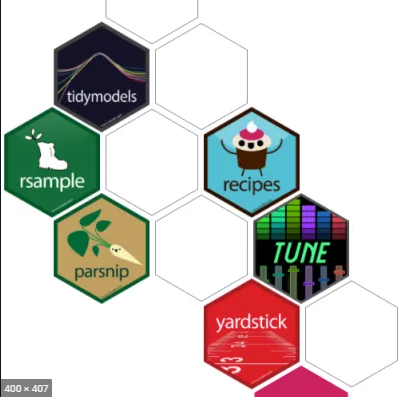 tidymodels
rsample
recipes
parsnip
TUNE
yardstick
400 × 407